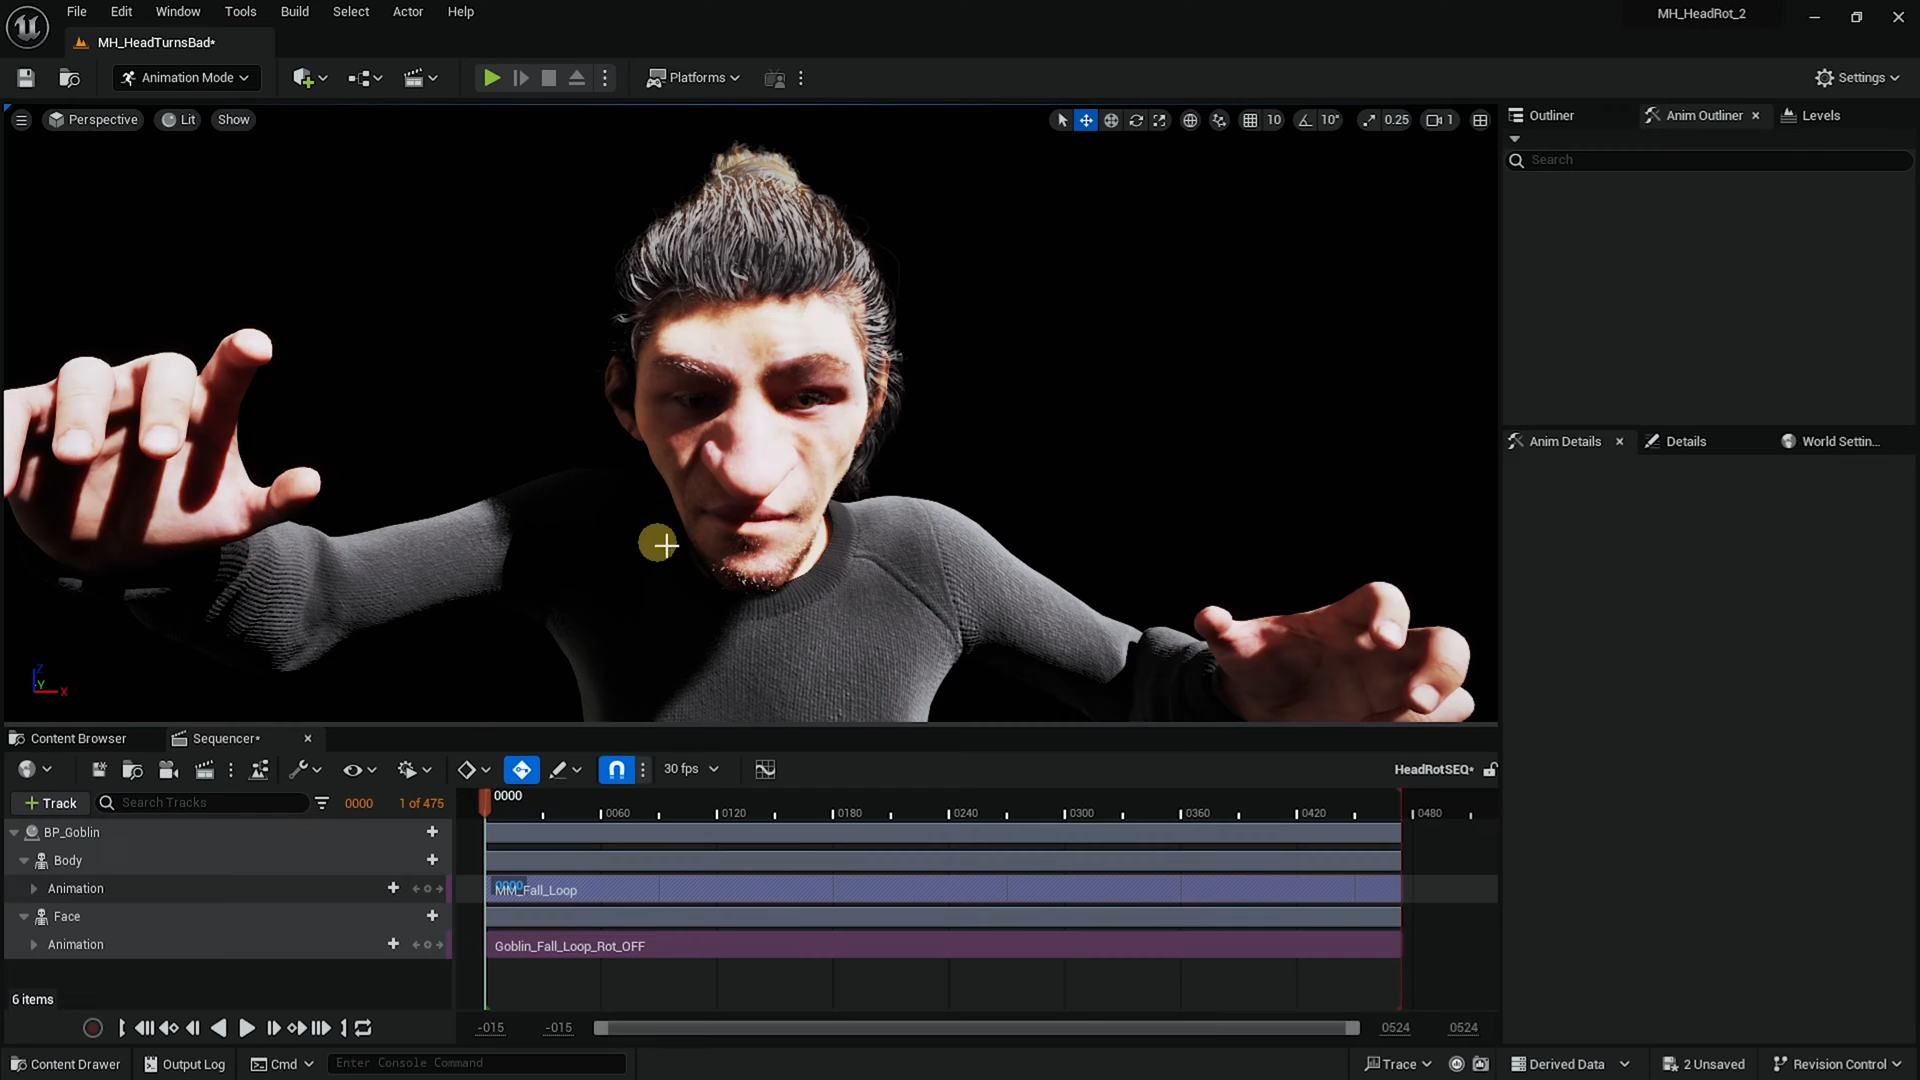 File Edit Window Tools Build Select Actor Help
MH_HeadRot_2
MH_HeadTurnsBad*
Animation Mode
Platforms
Settings
Perspective Lit Show
10 10° 0.25 1
Outliner Anim Outliner Levels
Search
Anim Details Details World Settin...
Z
Y
X
Content Browser Sequencer*
30 fps
HeadRotSEQ*
Track Search Tracks 0000 1 of 475
0000
0060 0120 0180 0240 0300 0360 0420 0480
BP_Goblin
Body
Animation
0000
MM_Fall_Loop
Face
Animation
Goblin_Fall_Loop_Rot_OFF
6 items
-015 -015 0524 0524
Content Drawer Output Log Cmd Enter Console Command
Trace Derived Data 2 Unsaved Revision Control